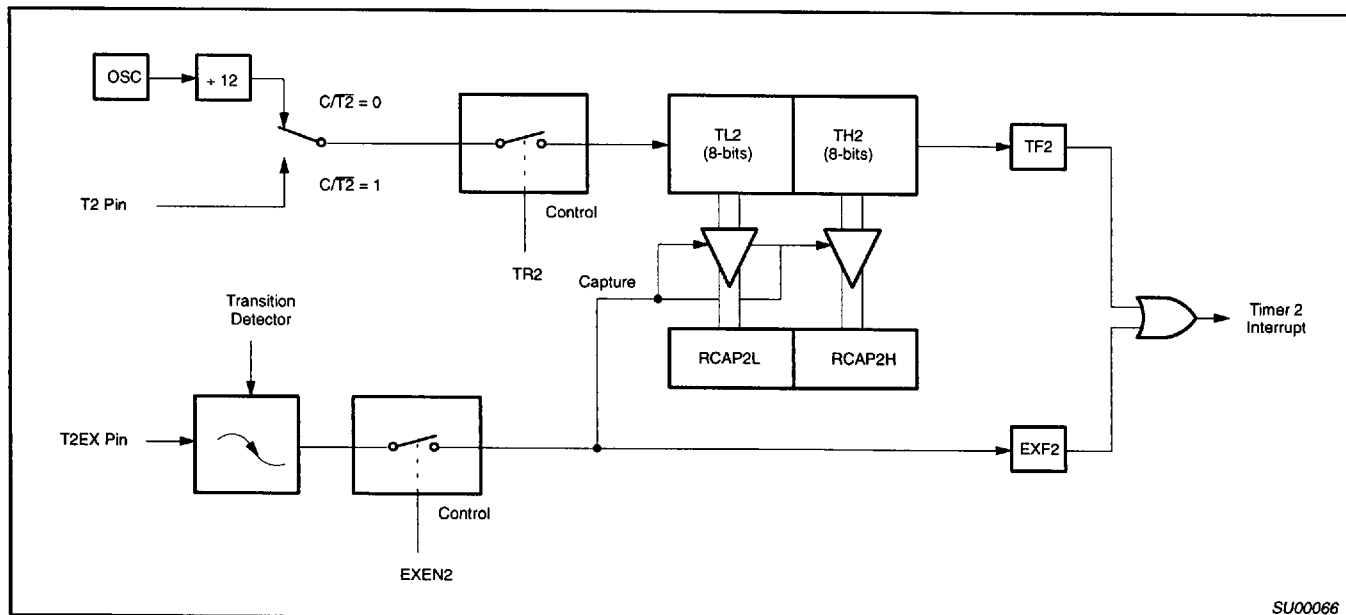 OSC
÷ 12
C/T2̅ = 0
C/T2̅ = 1
T2 Pin
Control
TR2
TL2
(8-bits)
TH2
(8-bits)
TF2
Capture
Transition
Detector
RCAP2L
RCAP2H
Timer 2
Interrupt
T2EX Pin
Control
EXEN2
EXF2
SU00066